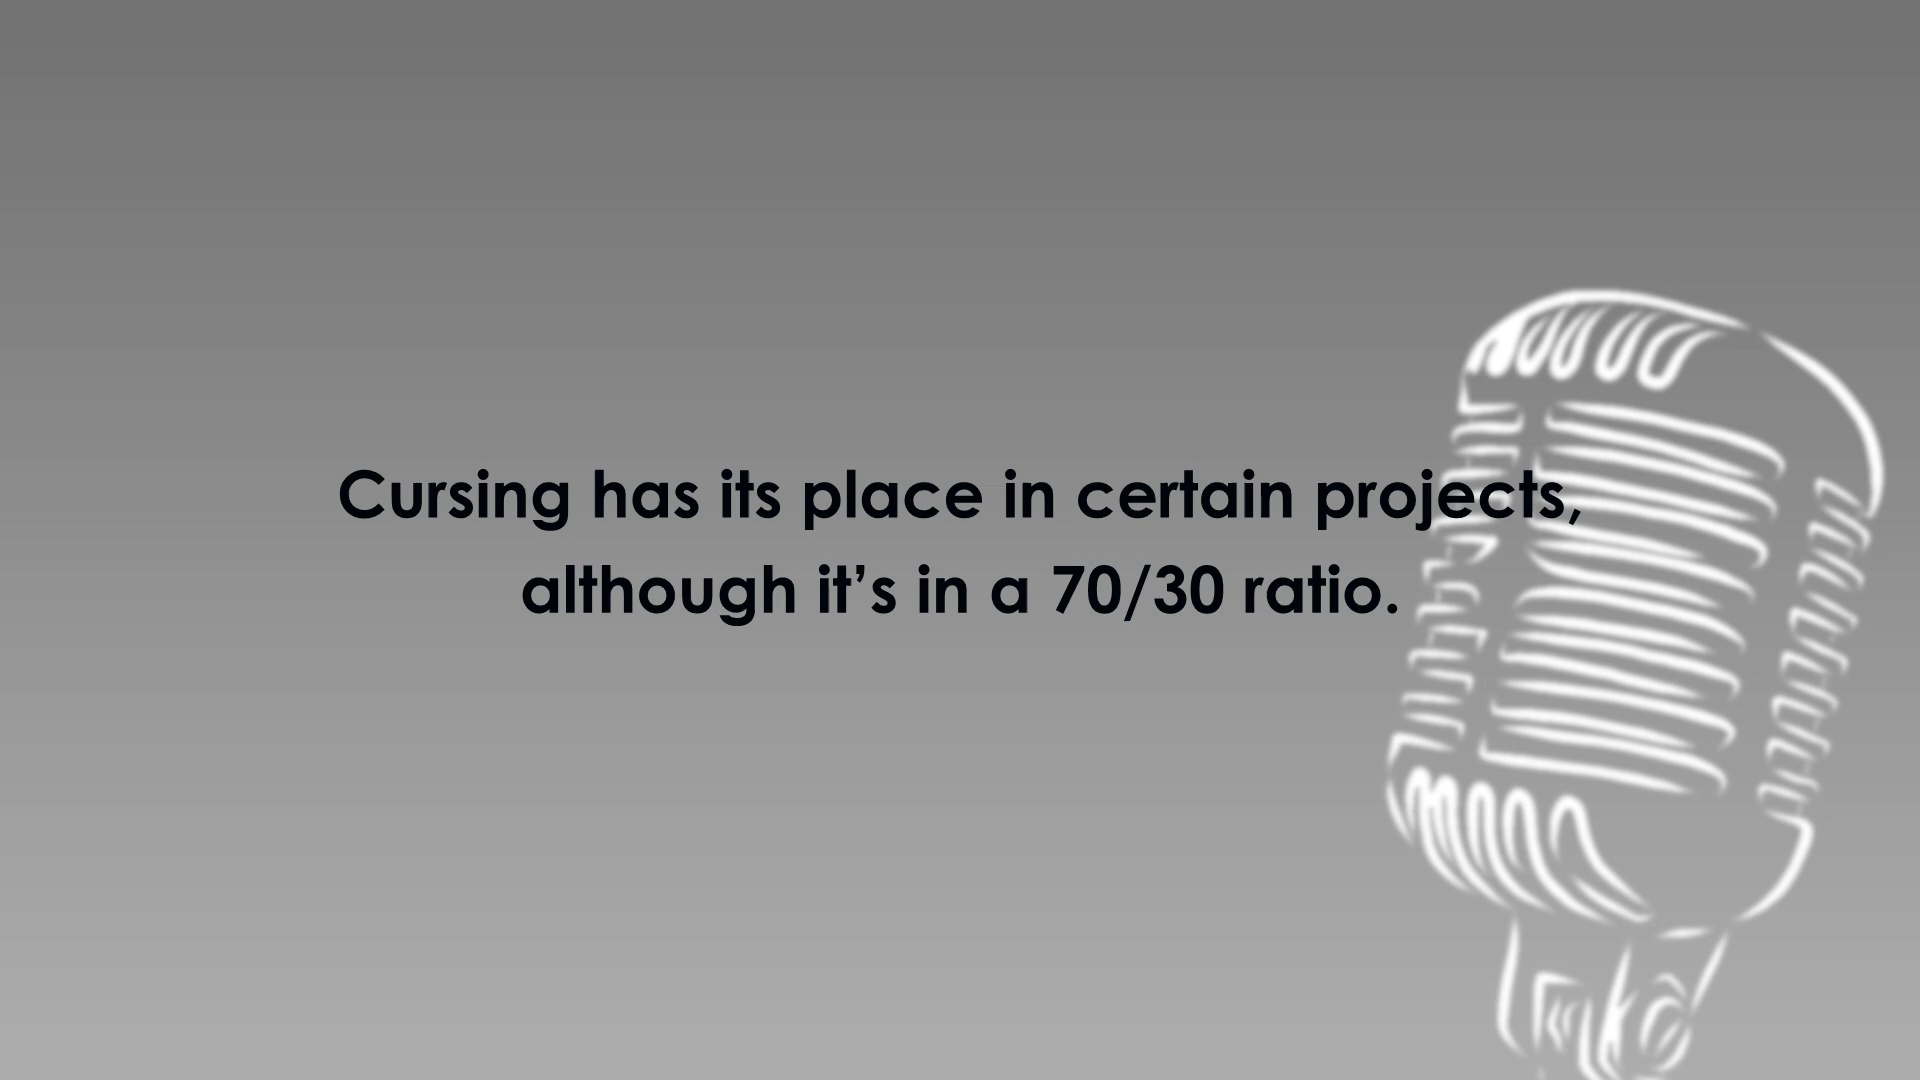 Cursing has its place in certain projects,
although it’s in a 70/30 ratio.